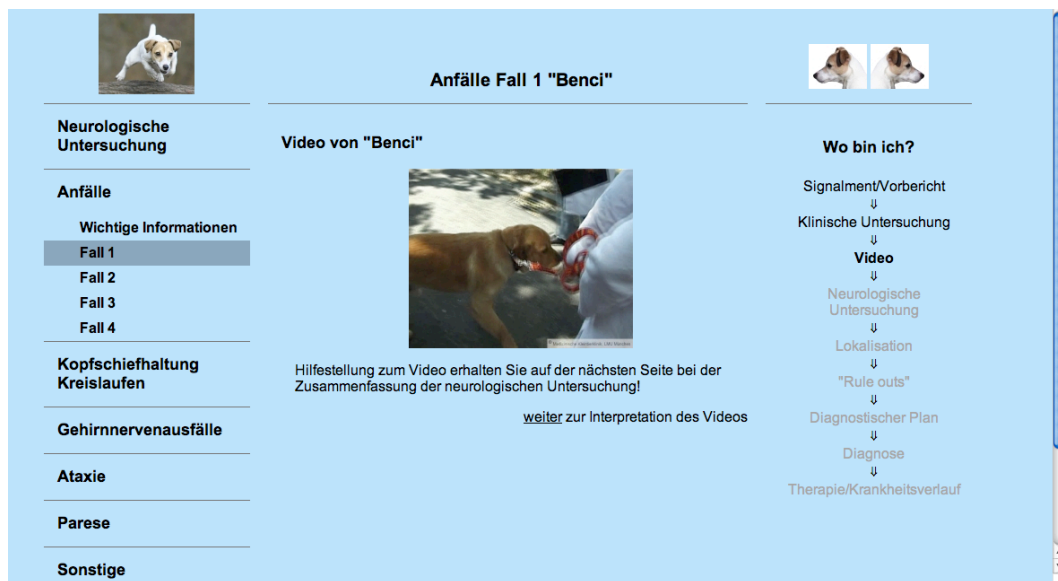 Anfälle Fall 1 "Benci"
Neurologische
Untersuchung
Anfälle
Wichtige Informationen
Fall 1
Fall 2
Fall 3
Fall 4
Kopfschiefhaltung
Kreislaufen
Gehirnnervenausfälle
Ataxie
Parese
Sonstige
Video von "Benci"
Hilfestellung zum Video erhalten Sie auf der nächsten Seite bei der
Zusammenfassung der neurologischen Untersuchung!
weiter zur Interpretation des Videos
Wo bin ich?
Signalment/Vorbericht
⇓
Klinische Untersuchung
⇓
Video
⇓
Neurologische
Untersuchung
⇓
Lokalisation
⇓
"Rule outs"
⇓
Diagnostischer Plan
⇓
Diagnose
⇓
Therapie/Krankheitsverlauf